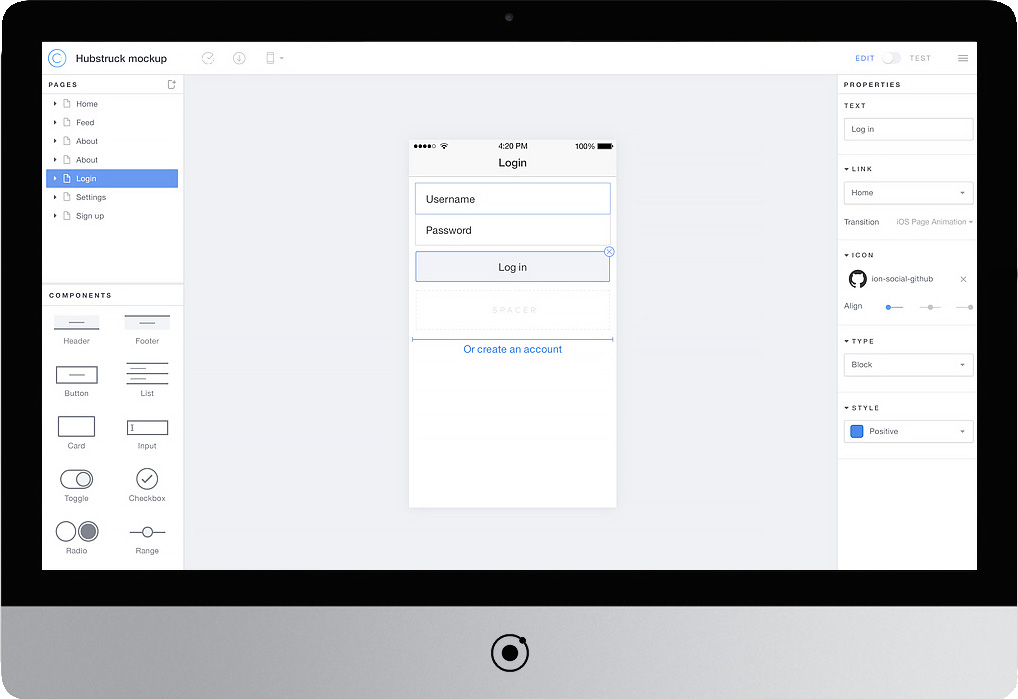 Hubstruck mockup
EDIT TEST
PAGES
Home
Feed
About
About
Login
Settings
Sign up
COMPONENTS
Header Footer
Button List
Card Input
Toggle Checkbox
Radio Range
4:20 PM 100%
Login
Username
Password
Log in
SPACER
Or create an account
PROPERTIES
TEXT
Log in
LINK
Home
Transition iOS Page Animation
ICON
ion-social-github
Align
TYPE
Block
STYLE
Positive